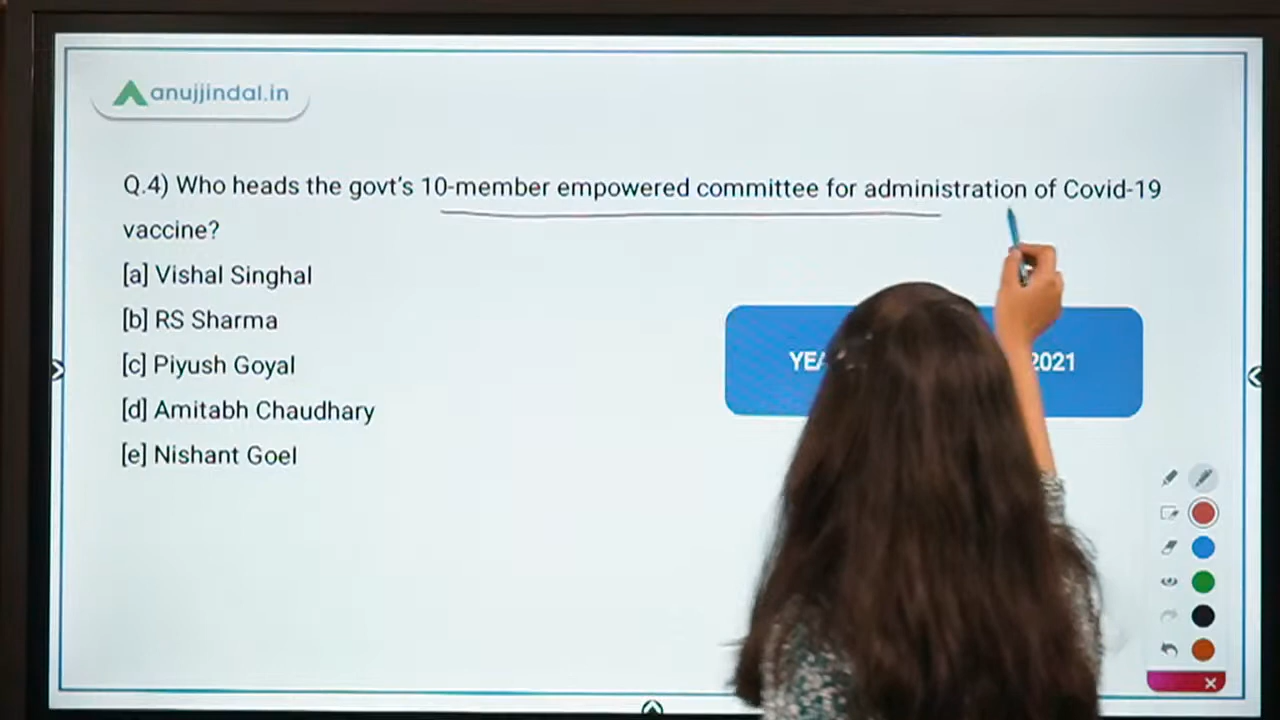 anujjindal.in
Q.4) Who heads the govt's 10-member empowered committee for administration of Covid-19
vaccine?
[a] Vishal Singhal
[b] RS Sharma
[c] Piyush Goyal
[d] Amitabh Chaudhary
[e] Nishant Goel
2021